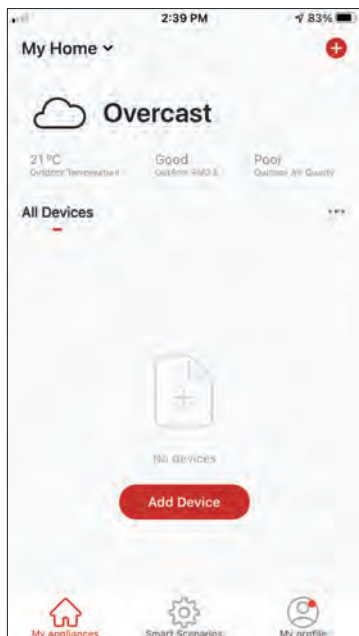 2:39 PM
83%
My Home
Overcast
21 °C
Good
Poor
Outdoor Temperature
Outdoor PM2.5
Outdoor Air Quality
All Devices
No devices
Add Device
My appliances
Smart Scenarios
My profile